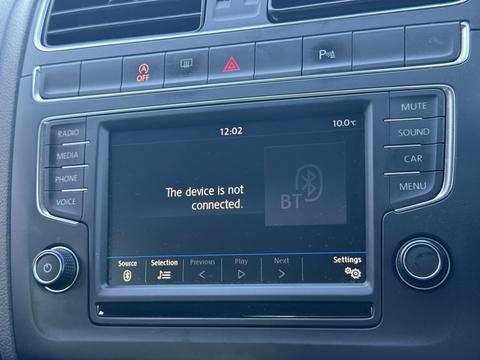 OFF
P
MUTE
RADIO
SOUND
MEDIA
CAR
PHONE
MENU
VOICE
12:02
10.0°C
The device is not
connected.
BT
Source
Selection
Previous
Play
Next
Settings